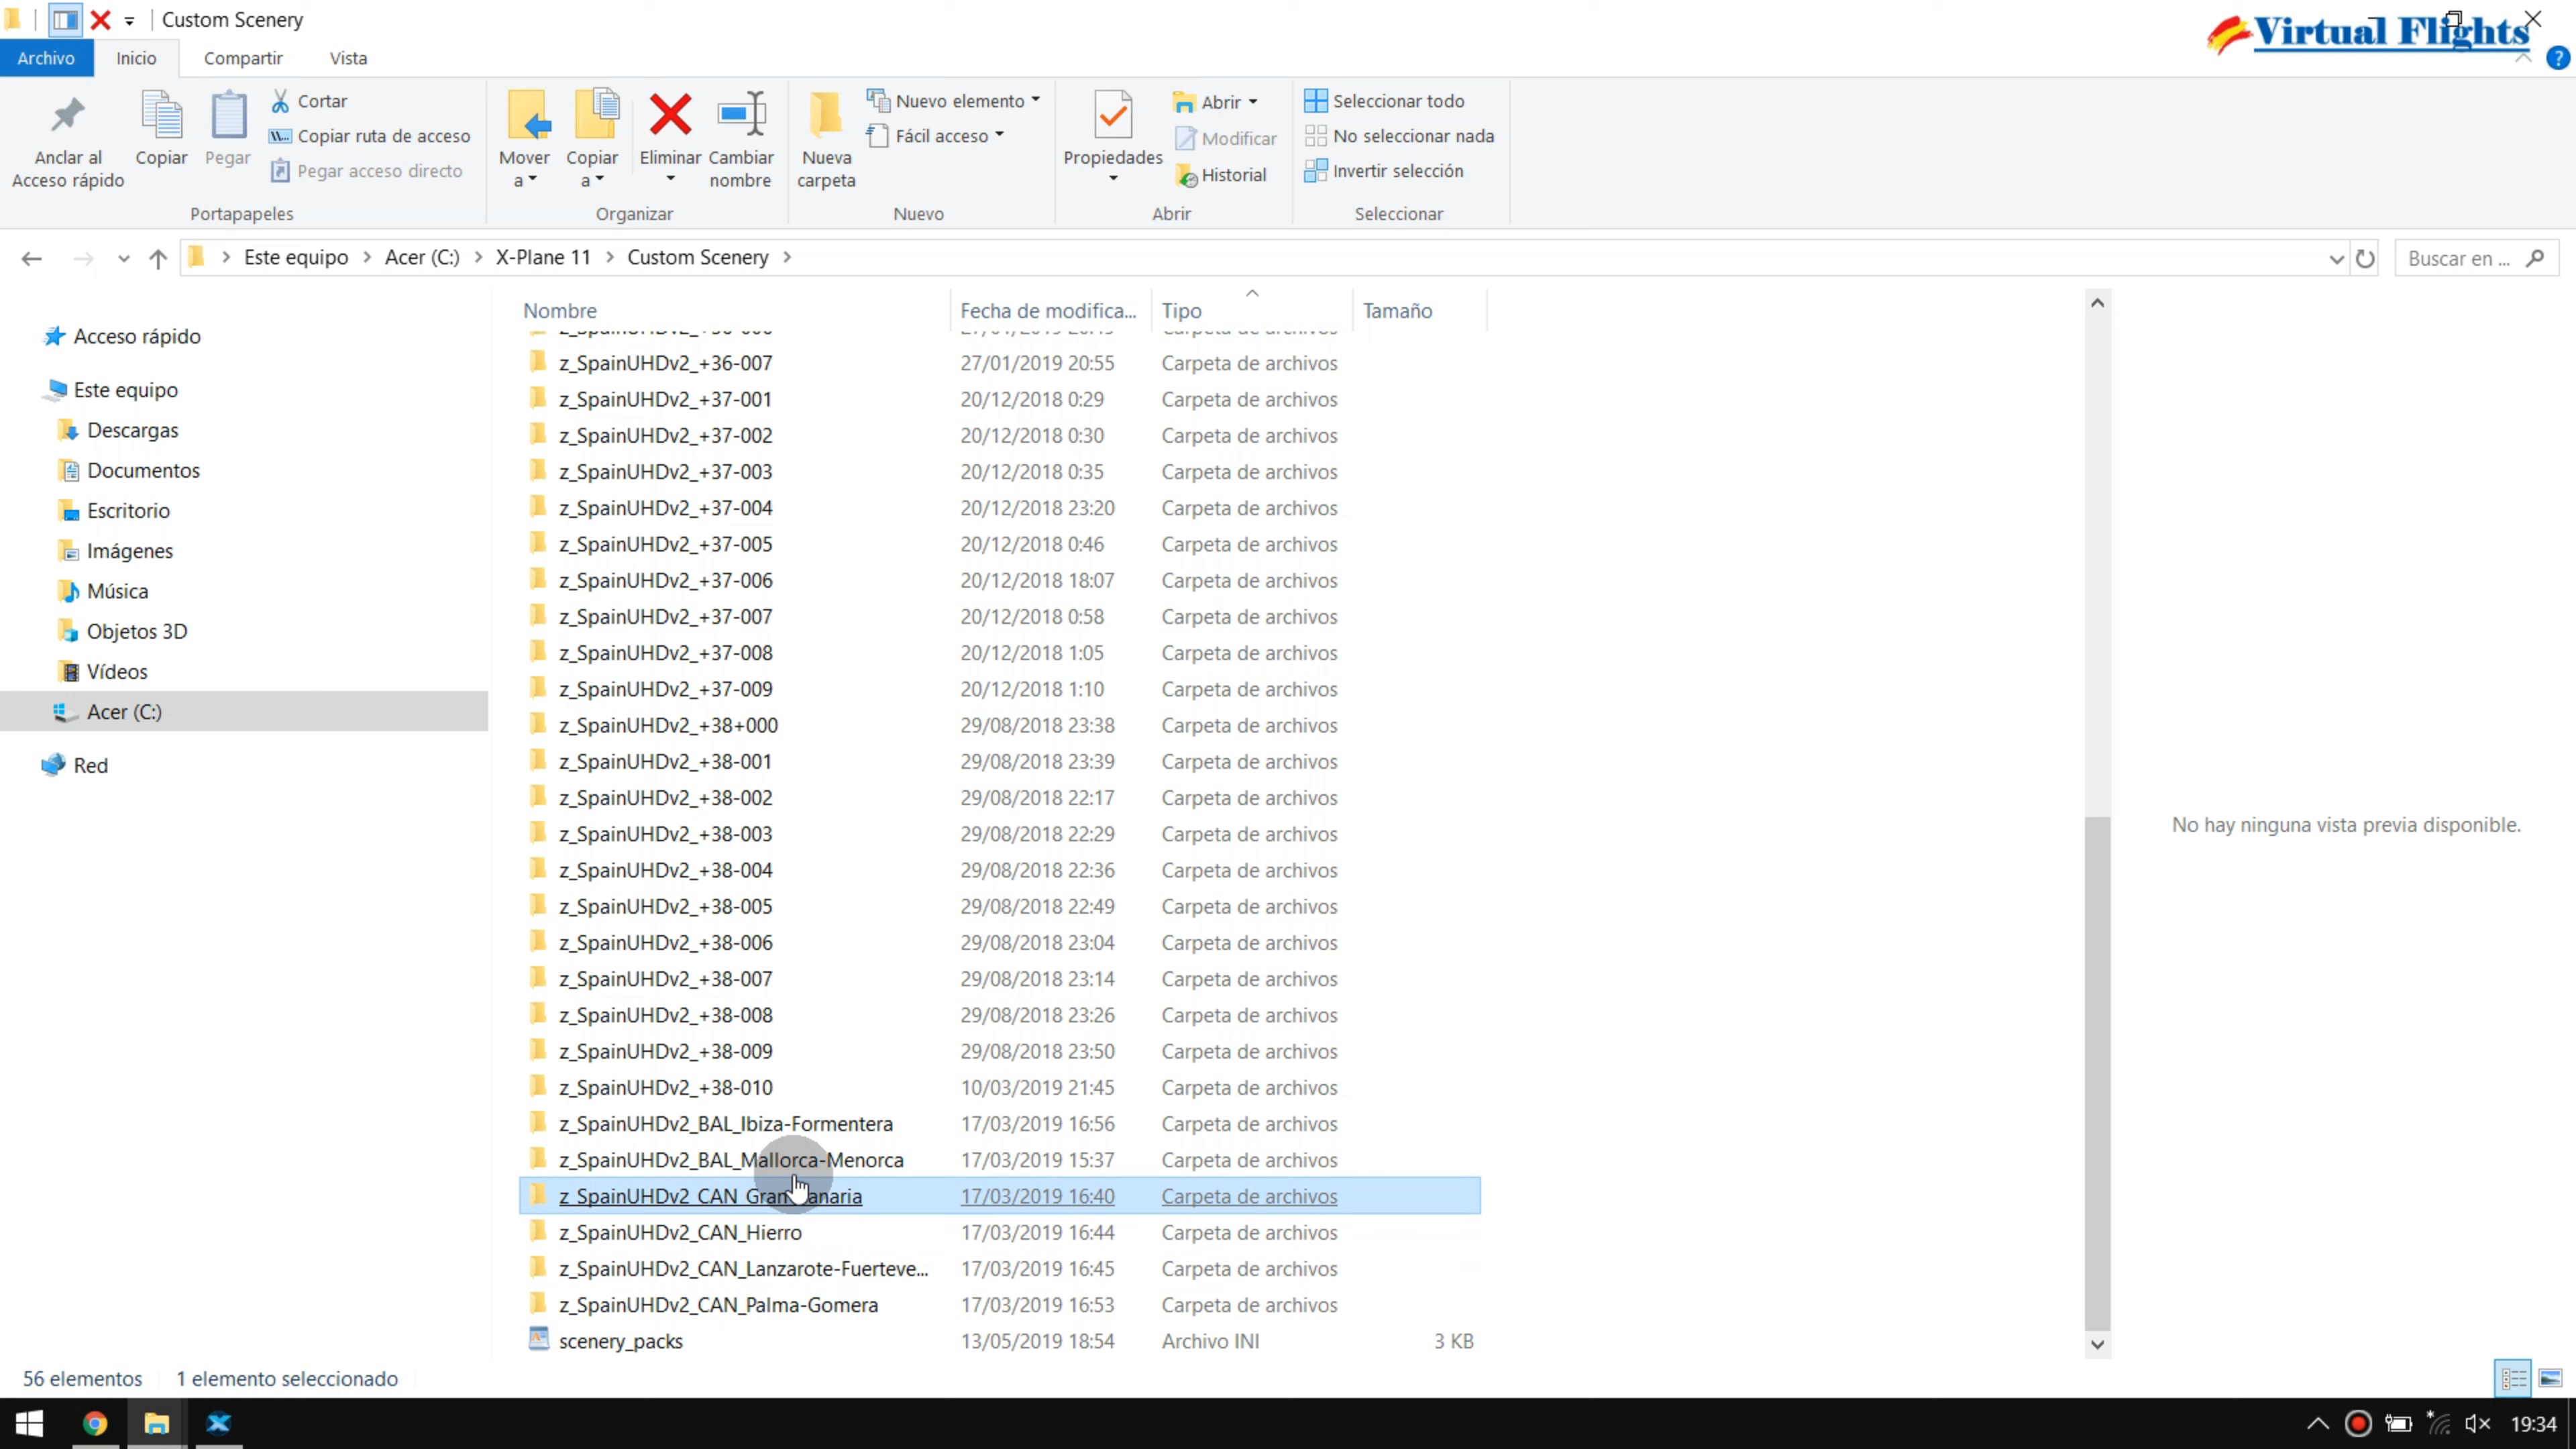 Custom Scenery
Virtual Flights
Archivo Inicio Compartir Vista
Anclar al Acceso rápido
Copiar
Pegar
Cortar
Copiar ruta de acceso
Pegar acceso directo
Portapapeles
Mover a
Copiar a
Eliminar
Cambiar nombre
Organizar
Nueva carpeta
Nuevo elemento
Fácil acceso
Nuevo
Propiedades
Abrir
Modificar
Historial
Abrir
Seleccionar todo
No seleccionar nada
Invertir selección
Seleccionar
Este equipo > Acer (C:) > X-Plane 11 > Custom Scenery >
Buscar en ...
Acceso rápido
Este equipo
Descargas
Documentos
Escritorio
Imágenes
Música
Objetos 3D
Vídeos
Acer (C:)
Red
Nombre Fecha de modifica... Tipo Tamaño
z_SpainUHDv2_+36-007 27/01/2019 20:55 Carpeta de archivos
z_SpainUHDv2_+37-001 20/12/2018 0:29 Carpeta de archivos
z_SpainUHDv2_+37-002 20/12/2018 0:30 Carpeta de archivos
z_SpainUHDv2_+37-003 20/12/2018 0:35 Carpeta de archivos
z_SpainUHDv2_+37-004 20/12/2018 23:20 Carpeta de archivos
z_SpainUHDv2_+37-005 20/12/2018 0:46 Carpeta de archivos
z_SpainUHDv2_+37-006 20/12/2018 18:07 Carpeta de archivos
z_SpainUHDv2_+37-007 20/12/2018 0:58 Carpeta de archivos
z_SpainUHDv2_+37-008 20/12/2018 1:05 Carpeta de archivos
z_SpainUHDv2_+37-009 20/12/2018 1:10 Carpeta de archivos
z_SpainUHDv2_+38+000 29/08/2018 23:38 Carpeta de archivos
z_SpainUHDv2_+38-001 29/08/2018 23:39 Carpeta de archivos
z_SpainUHDv2_+38-002 29/08/2018 22:17 Carpeta de archivos
z_SpainUHDv2_+38-003 29/08/2018 22:29 Carpeta de archivos
z_SpainUHDv2_+38-004 29/08/2018 22:36 Carpeta de archivos
z_SpainUHDv2_+38-005 29/08/2018 22:49 Carpeta de archivos
z_SpainUHDv2_+38-006 29/08/2018 23:04 Carpeta de archivos
z_SpainUHDv2_+38-007 29/08/2018 23:14 Carpeta de archivos
z_SpainUHDv2_+38-008 29/08/2018 23:26 Carpeta de archivos
z_SpainUHDv2_+38-009 29/08/2018 23:50 Carpeta de archivos
z_SpainUHDv2_+38-010 10/03/2019 21:45 Carpeta de archivos
z_SpainUHDv2_BAL_Ibiza-Formentera 17/03/2019 16:56 Carpeta de archivos
z_SpainUHDv2_BAL_Mallorca-Menorca 17/03/2019 15:37 Carpeta de archivos
z_SpainUHDv2_CAN_Gran 17/03/2019 16:40 Carpeta de archivos
z_SpainUHDv2_CAN_Hierro 17/03/2019 16:44 Carpeta de archivos
z_SpainUHDv2_CAN_Lanzarote-Fuerteve... 17/03/2019 16:45 Carpeta de archivos
z_SpainUHDv2_CAN_Palma-Gomera 17/03/2019 16:53 Carpeta de archivos
scenery_packs 13/05/2019 18:54 Archivo INI 3 KB
No hay ninguna vista previa disponible.
56 elementos 1 elemento seleccionado
19:34